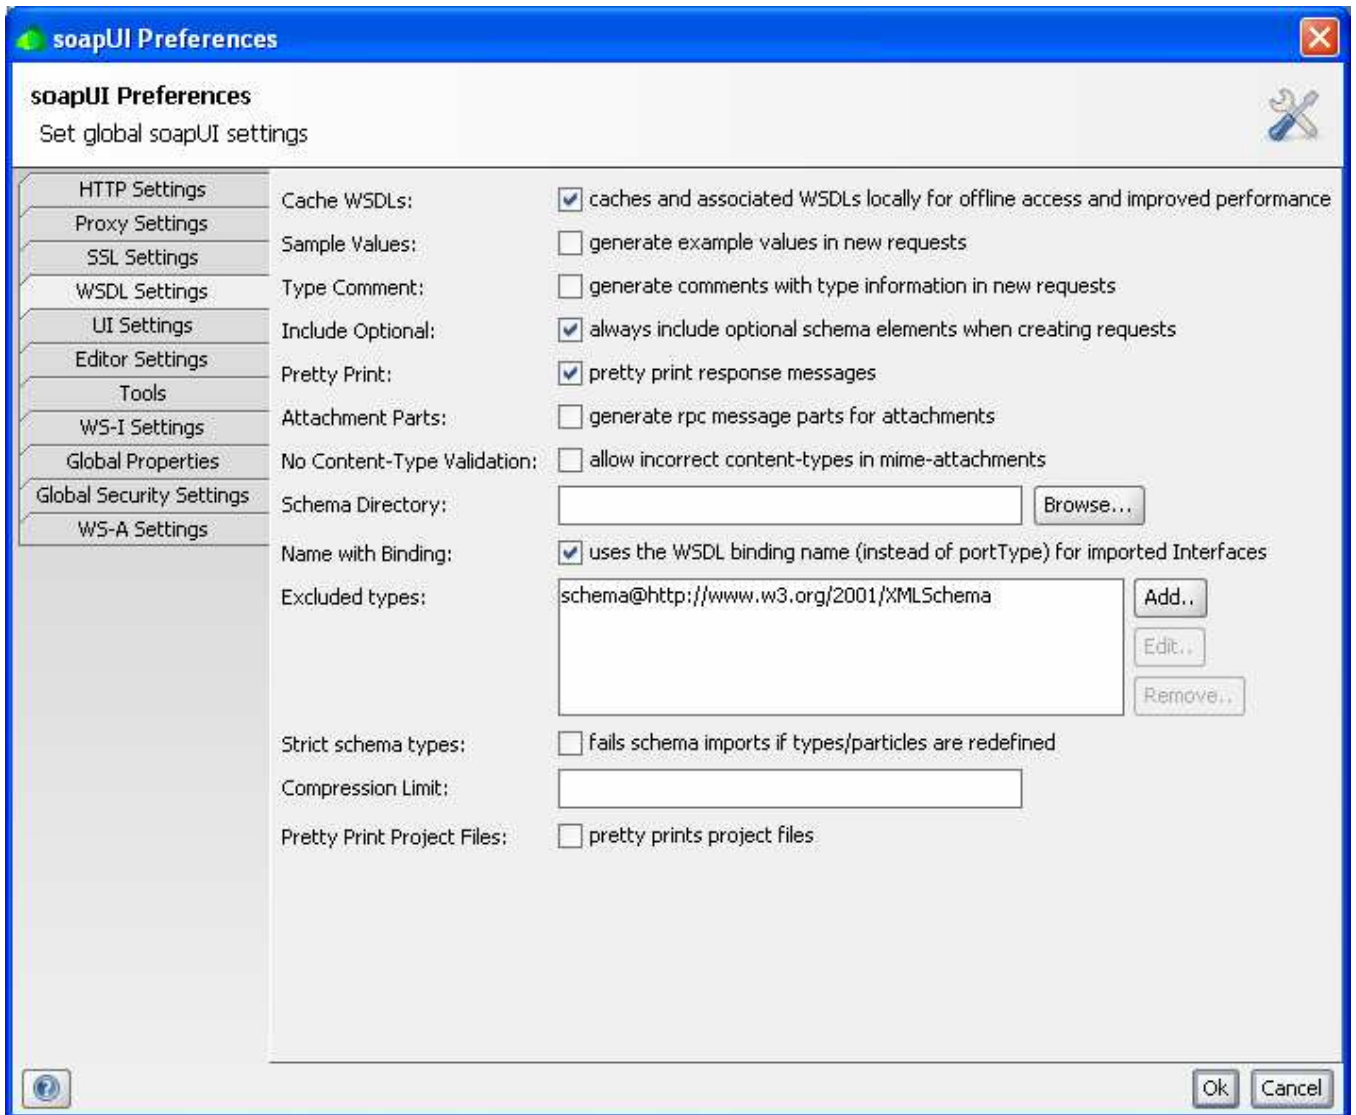 soapUI Preferences
soapUI Preferences
Set global soapUI settings
HTTP Settings
Proxy Settings
SSL Settings
WSDL Settings
UI Settings
Editor Settings
Tools
WS-I Settings
Global Properties
Global Security Settings
WS-A Settings
Cache WSDLs: caches and associated WSDLs locally for offline access and improved performance
Sample Values: generate example values in new requests
Type Comment: generate comments with type information in new requests
Include Optional: always include optional schema elements when creating requests
Pretty Print: pretty print response messages
Attachment Parts: generate rpc message parts for attachments
No Content-Type Validation: allow incorrect content-types in mime-attachments
Schema Directory: Browse...
Name with Binding: uses the WSDL binding name (instead of portType) for imported Interfaces
Excluded types: schema@http://www.w3.org/2001/XMLSchema Add..
Edit..
Remove..
Strict schema types: fails schema imports if types/particles are redefined
Compression Limit:
Pretty Print Project Files: pretty prints project files
Ok Cancel